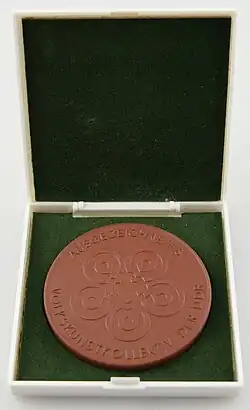 AUSGEZEICHNETES
VOLKSKUNSTKOLLEKTIV DER DDR